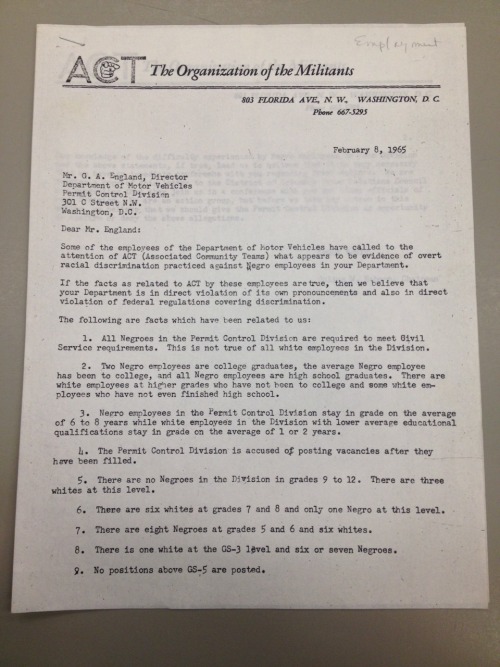 Employment
ACT The Organization of the Militants
803 FLORIDA AVE., N. W., WASHINGTON, D. C.
Phone 667-5295
February 8, 1965
Mr. G. A. England, Director
Department of Motor Vehicles
Permit Control Division
301 C Street N.W.
Washington, D.C.
Dear Mr. England:
Some of the employees of the Department of Motor Vehicles have called to the
attention of ACT (Associated Community Teams) what appears to be evidence of overt
racial discrimination practiced against Negro employees in your Department.
If the facts as related to ACT by these employees are true, then we believe that
your Department is in direct violation of its own pronouncements and also in direct
violation of federal regulations covering discrimination.
The following are facts which have been related to us:
1. All Negroes in the Permit Control Division are required to meet Civil
Service requirements. This is not true of all white employees in the Division.
2. Two Negro employees are college graduates, the average Negro employee
has been to college, and all Negro employees are high school graduates. There are
white employees at higher grades who have not been to college and some white em-
ployees who have not even finished high school.
3. Negro employees in the Permit Control Division stay in grade on the average
of 6 to 8 years while white employees in the Division with lower average educational
qualifications stay in grade on the average of 1 or 2 years.
4. The Permit Control Division is accused of posting vacancies after they
have been filled.
5. There are no Negroes in the Division in grades 9 to 12. There are three
whites at this level.
6. There are six whites at grades 7 and 8 and only one Negro at this level.
7. There are eight Negroes at grades 5 and 6 and six whites.
8. There is one white at the GS-3 level and six or seven Negroes.
9. No positions above GS-5 are posted.